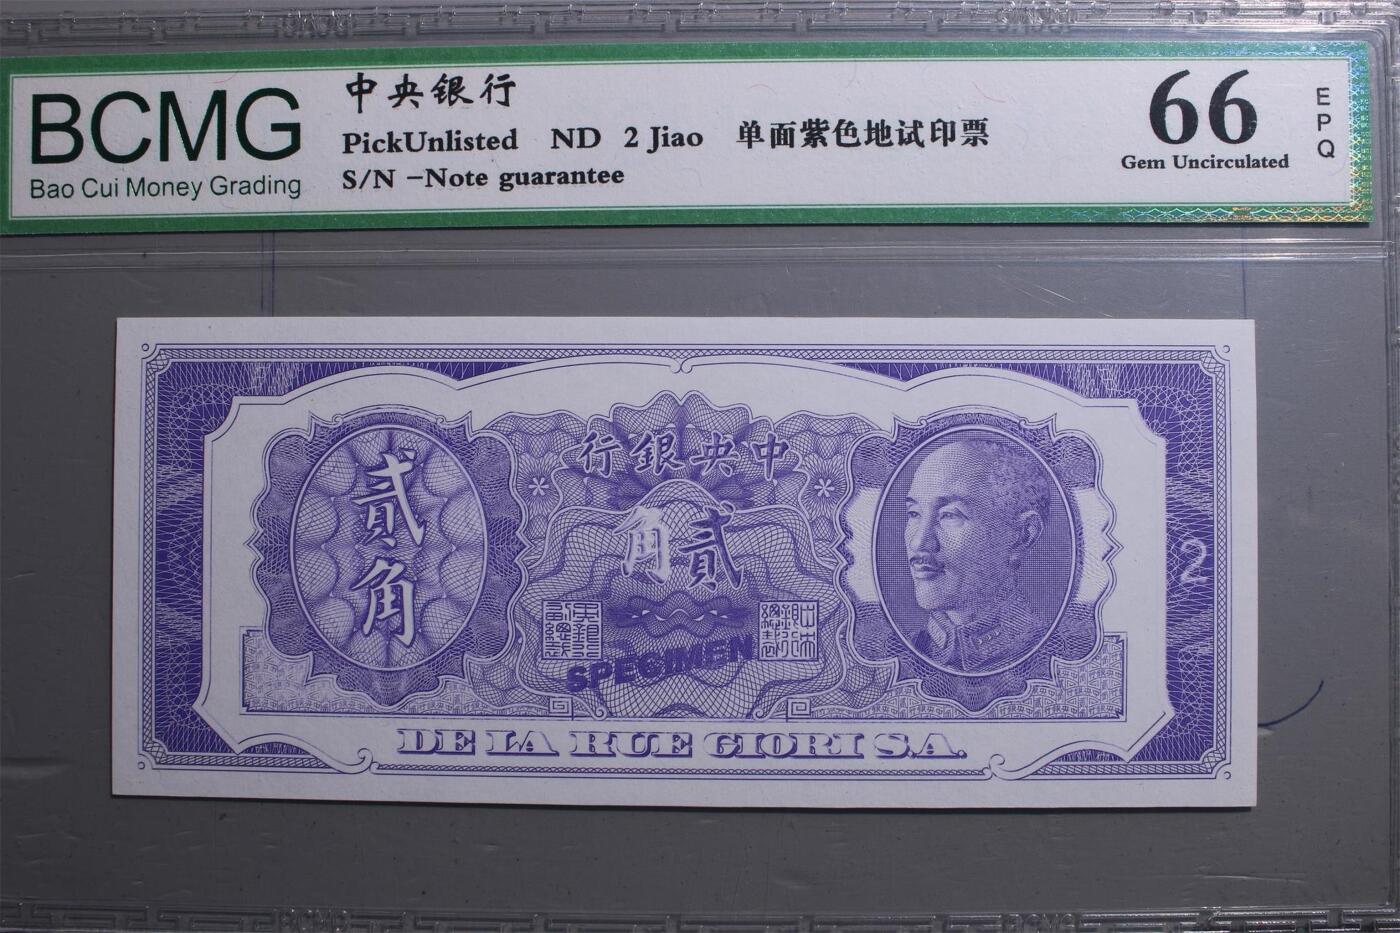 BCMG
Bao Cui Money Grading
中央银行
PickUnlisted ND 2 Jiao 单面紫色地试印票
S/N -Note guarantee
66
Gem Uncirculated
EPQ
行銀央中
貳角
角貳
2
SPECIMEN
DE LA RUE GIORI S.A.
BCMG
BCMG